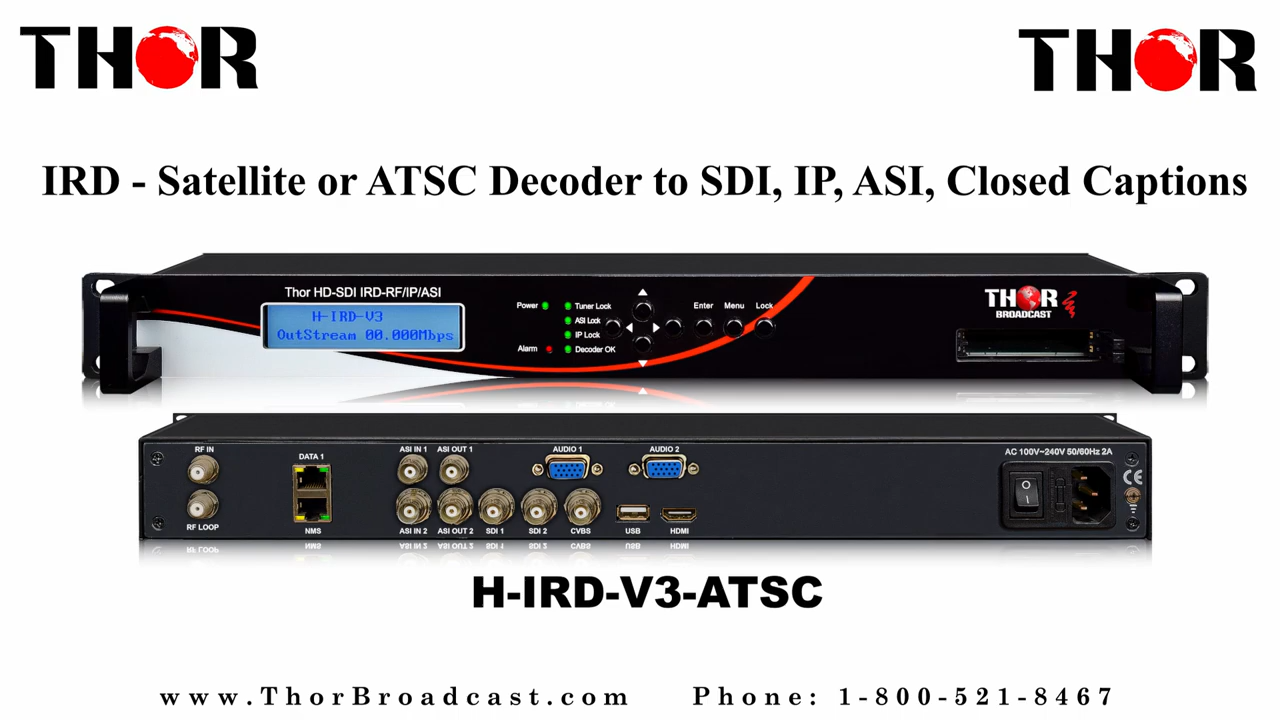 THOR
THOR
IRD - Satellite or ATSC Decoder to SDI, IP, ASI, Closed Captions
Thor HD-SDI IRD-RF/IP/ASI
H-IRD-V3
OutStream 00.000Mbps
Power
Alarm
Tuner Lock
ASI Lock
IP Lock
Decoder OK
Enter
Menu
Lock
THOR
BROADCAST
RF IN
RF LOOP
DATA 1
NMS
ASI IN 1
ASI OUT 1
AUDIO 1
AUDIO 2
ASI IN 2
ASI OUT 2
SDI 1
SDI 2
CVBS
USB
HDMI
AC 100V~240V 50/60Hz 2A
CE
H-IRD-V3-ATSC
www.ThorBroadcast.com Phone: 1-800-521-8467